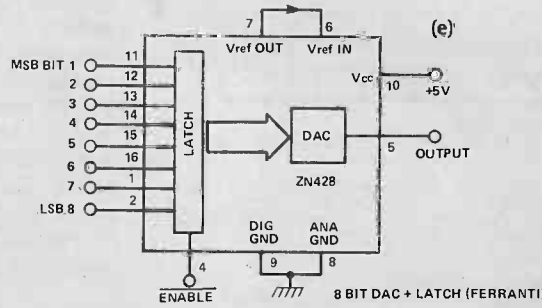 7 6 (e)
Vref OUT Vref IN
MSB BIT 1 11
Vcc 10 +5V
2 12
3 13
4 14
5 15
6 16
7 1
LSB 8 2
LATCH
DAC
5 OUTPUT
ZN428
DIG GND
ANA GND
4 9 8
ENABLE
8 BIT DAC + LATCH (FERRANTI